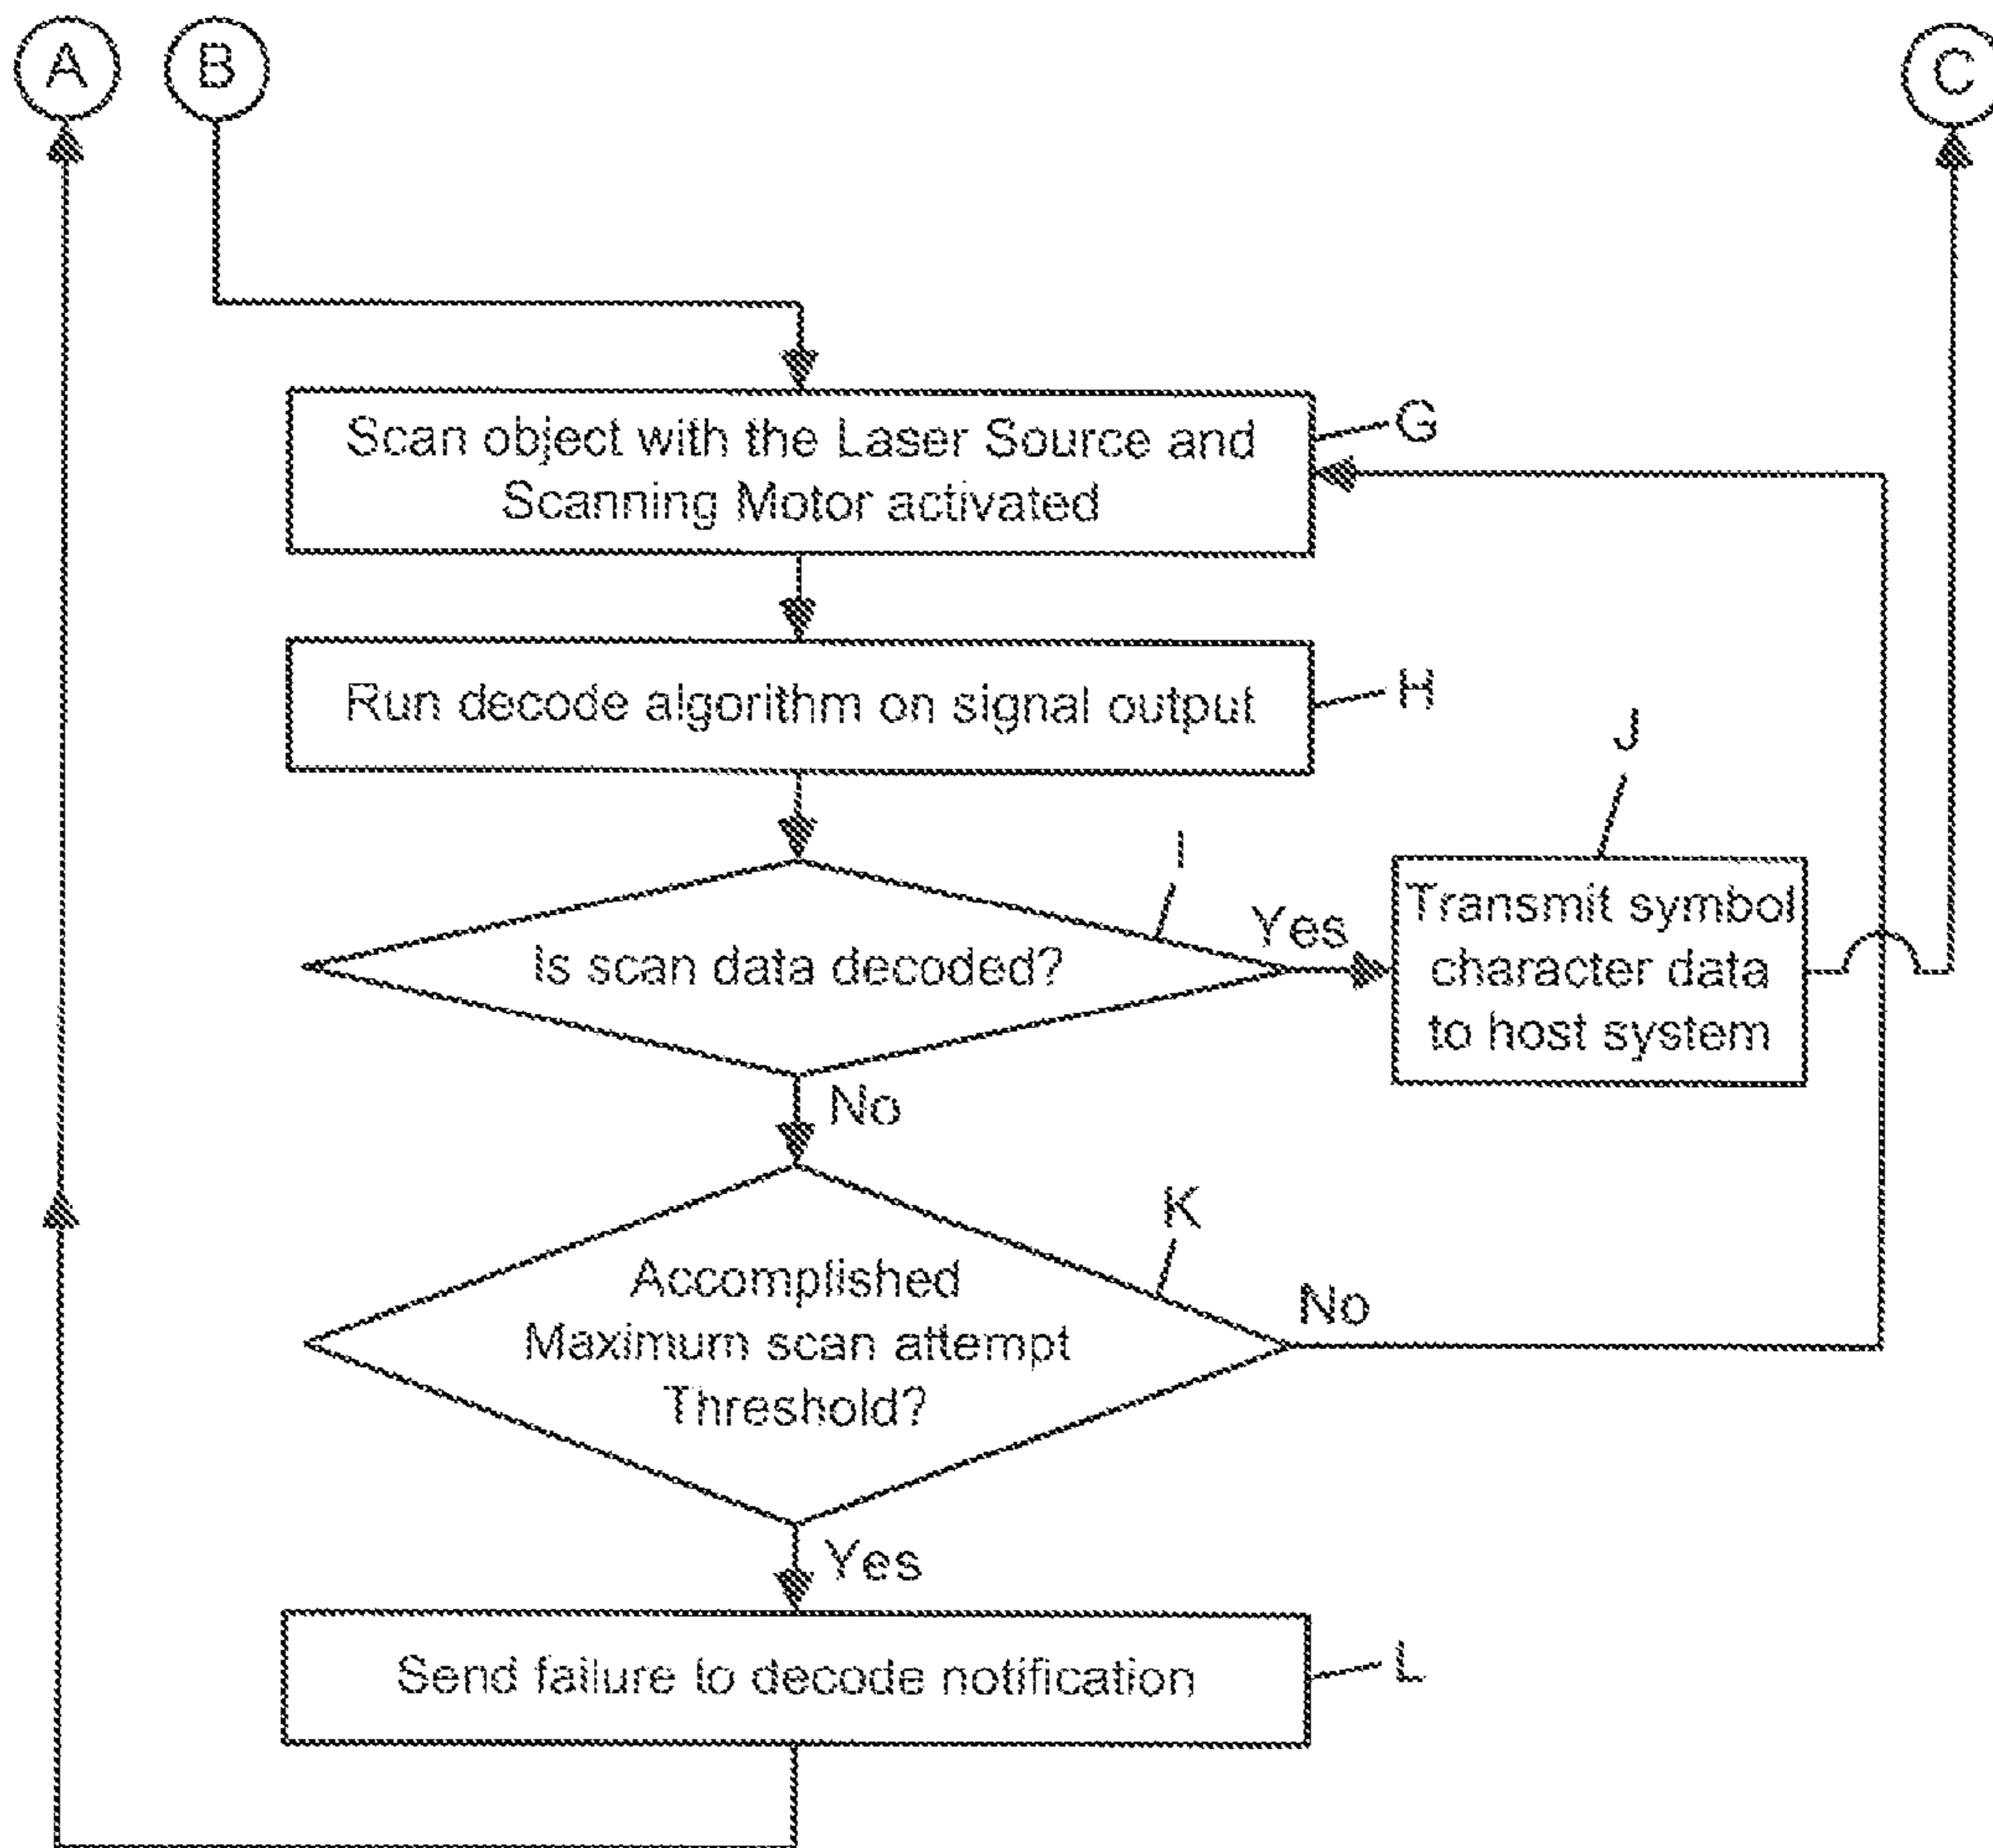 A
B
C
Scan object with the Laser Source and
Scanning Motor activated
G
Run decode algorithm on signal output
H
J
I
Is scan data decoded?
Yes
Transmit symbol
character data
to host system
No
K
Accomplished
Maximum scan attempt
Threshold?
No
Yes
Send failure to decode notification
L